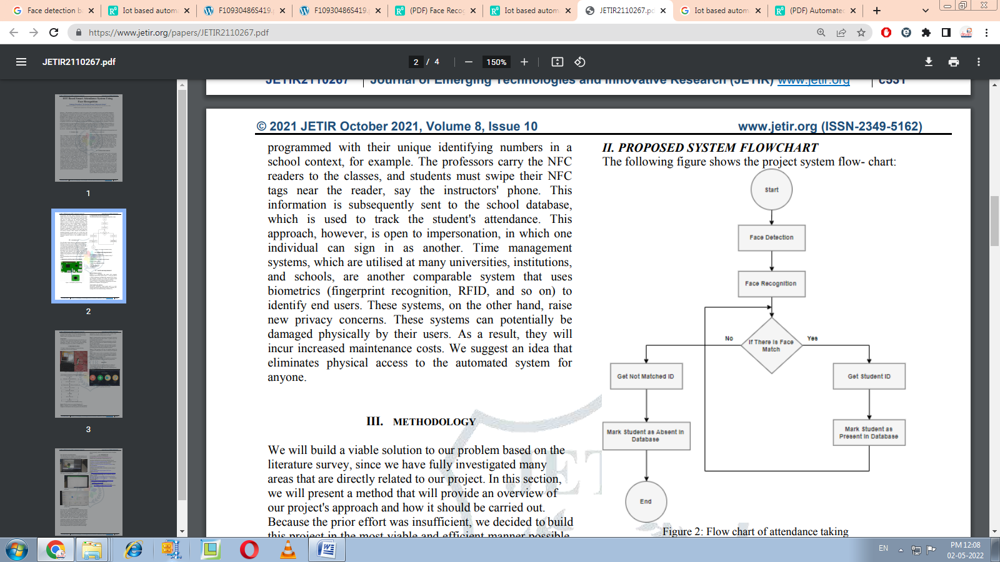 Face detection b
Iot based autom
F10930486S419.
F10930486S419.
(PDF) Face Recog
Iot based autom
JETIR2110267.pd
Iot based autom
(PDF) Automated
https://www.jetir.org/papers/JETIR2110267.pdf
JETIR2110267.pdf
2 / 4
150%
JETIR2110267 Journal of Emerging Technologies and Innovative Research (JETIR) www.jetir.org c531
© 2021 JETIR October 2021, Volume 8, Issue 10 www.jetir.org (ISSN-2349-5162)
programmed with their unique identifying numbers in a
school context, for example. The professors carry the NFC
readers to the classes, and students must swipe their NFC
tags near the reader, say the instructors' phone. This
information is subsequently sent to the school database,
which is used to track the student's attendance. This
approach, however, is open to impersonation, in which one
individual can sign in as another. Time management
systems, which are utilised at many universities, institutions,
and schools, are another comparable system that uses
biometrics (fingerprint recognition, RFID, and so on) to
identify end users. These systems, on the other hand, raise
new privacy concerns. These systems can potentially be
damaged physically by their users. As a result, they will
incur increased maintenance costs. We suggest an idea that
eliminates physical access to the automated system for
anyone.
III. METHODOLOGY
We will build a viable solution to our problem based on the
literature survey, since we have fully investigated many
areas that are directly related to our project. In this section,
we will present a method that will provide an overview of
our project's approach and how it should be carried out.
Because the prior effort was insufficient, we decided to build
this project in the most viable and efficient manner possible
II. PROPOSED SYSTEM FLOWCHART
The following figure shows the project system flow- chart:
Start
Face Detection
Face Recognition
If There Is Face
Match
No
Yes
Get Not Matched ID
Get Student ID
Mark Student as Absent In
Database
Mark Student as
Present In Database
End
Figure 2: Flow chart of attendance taking
JET
1
2
3
EN
PM 12:08
02-05-2022